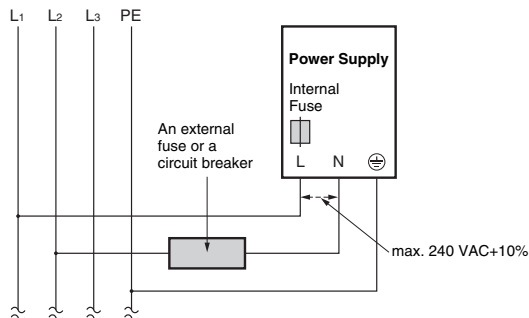 L1 L2 L3 PE
Power Supply
Internal
Fuse
An external
fuse or a
circuit breaker
L N
max. 240 VAC+10%